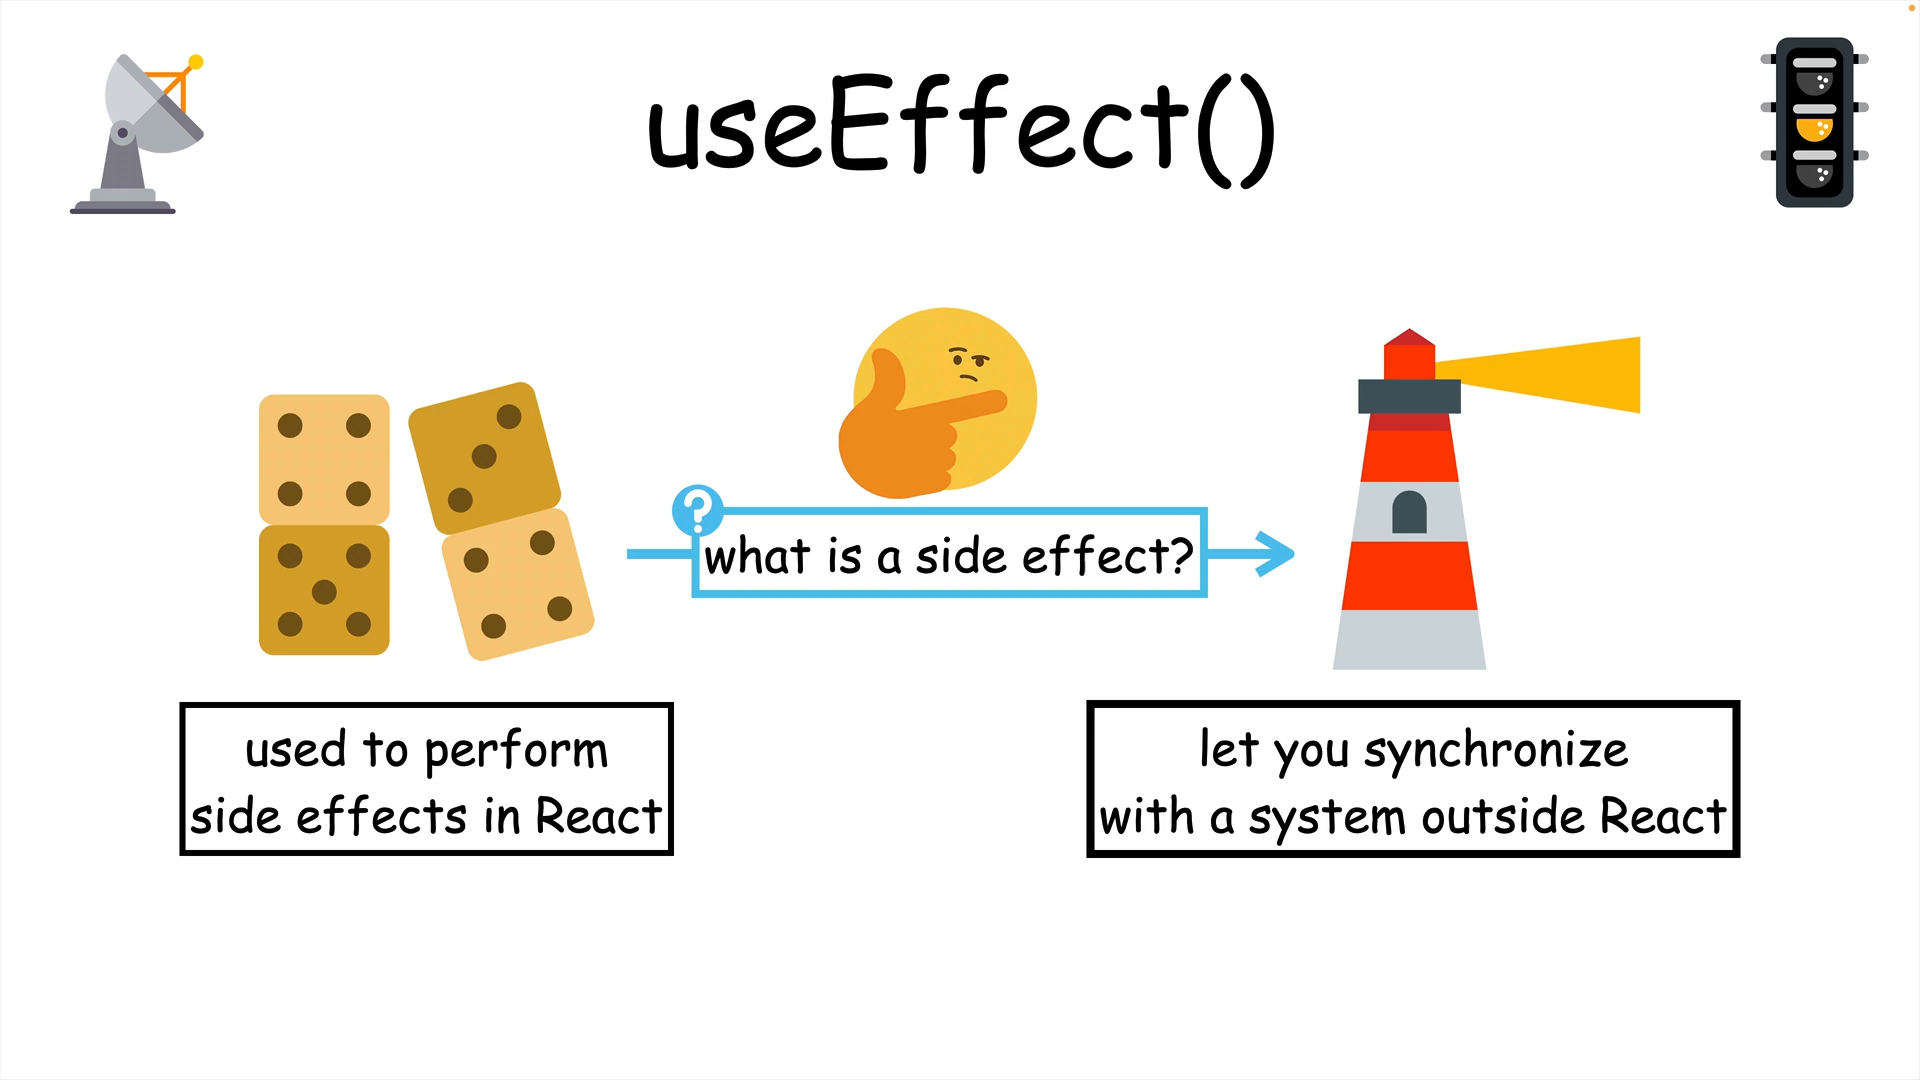 useEffect()
?
what is a side effect?
used to perform
side effects in React
let you synchronize
with a system outside React